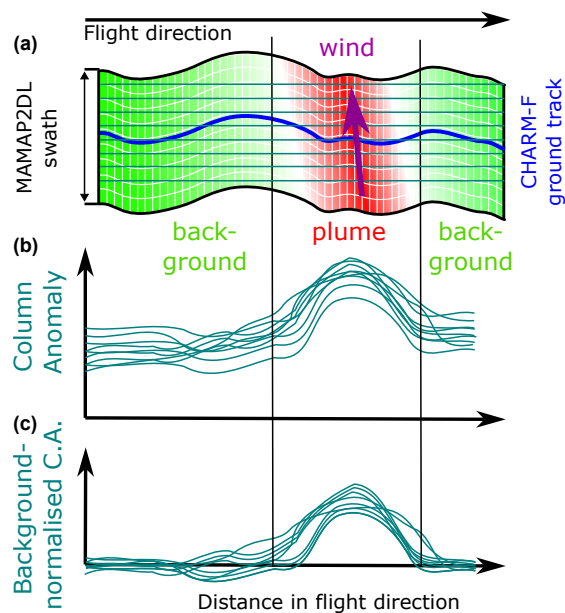 Flight direction
(a)
wind
MAMAP2DL
swath
CHARM-F
ground track
back-
ground
plume
back-
ground
(b)
Column
Anomaly
(c)
Background-
normalised C.A.
Distance in flight direction